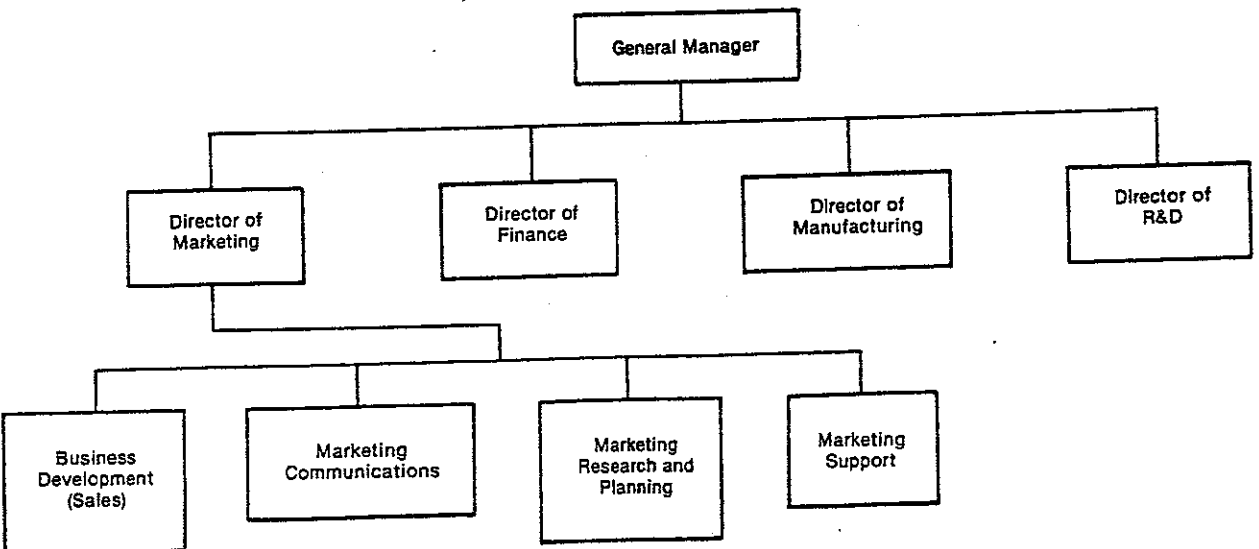 General Manager
Director of
Marketing
Director of
Finance
Director of
Manufacturing
Director of
R&D
Business
Development
(Sales)
Marketing
Communications
Marketing
Research and
Planning
Marketing
Support